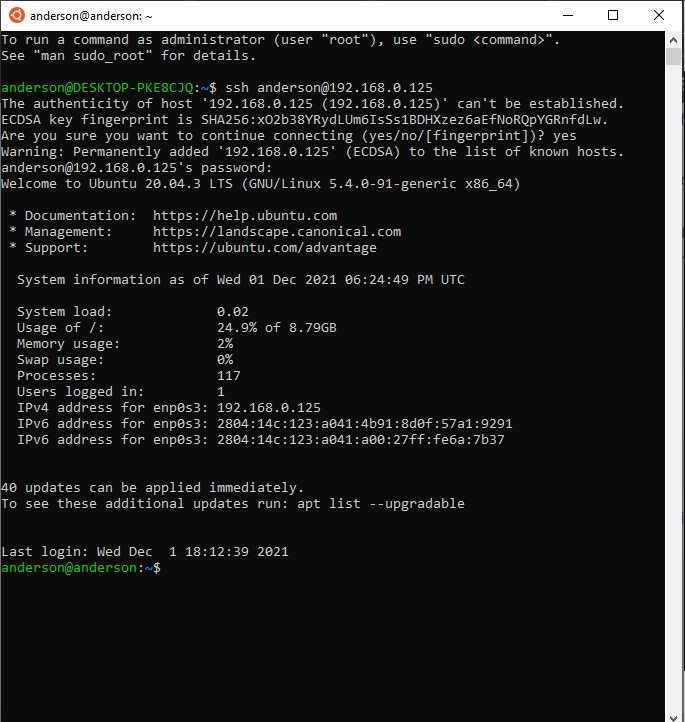 anderson@anderson: ~
To run a command as administrator (user "root"), use "sudo <command>".
See "man sudo_root" for details.
anderson@DESKTOP-PKE8CJQ:~$ ssh anderson@192.168.0.125
The authenticity of host '192.168.0.125 (192.168.0.125)' can't be established.
ECDSA key fingerprint is SHA256:xO2b38YRydLUm6IsSs1BDHXzez6aEfNoRQpYGRnfdLw.
Are you sure you want to continue connecting (yes/no/[fingerprint])? yes
Warning: Permanently added '192.168.0.125' (ECDSA) to the list of known hosts.
anderson@192.168.0.125's password:
Welcome to Ubuntu 20.04.3 LTS (GNU/Linux 5.4.0-91-generic x86_64)
* Documentation:  https://help.ubuntu.com
* Management:     https://landscape.canonical.com
* Support:        https://ubuntu.com/advantage
System information as of Wed 01 Dec 2021 06:24:49 PM UTC
System load:             0.02
Usage of /:              24.9% of 8.79GB
Memory usage:            2%
Swap usage:              0%
Processes:               117
Users logged in:         1
IPv4 address for enp0s3: 192.168.0.125
IPv6 address for enp0s3: 2804:14c:123:a041:4b91:8d0f:57a1:9291
IPv6 address for enp0s3: 2804:14c:123:a041:a00:27ff:fe6a:7b37
40 updates can be applied immediately.
To see these additional updates run: apt list --upgradable
Last login: Wed Dec  1 18:12:39 2021
anderson@anderson:~$